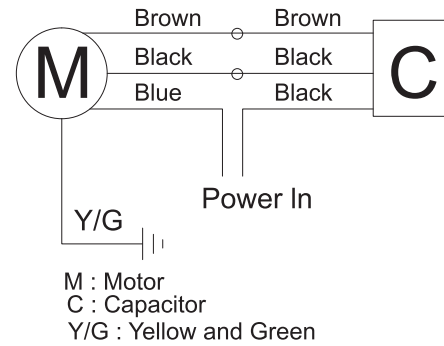 Brown Brown
Black Black
M C
Blue Black
Power In
Y/G
M : Motor
C : Capacitor
Y/G : Yellow and Green